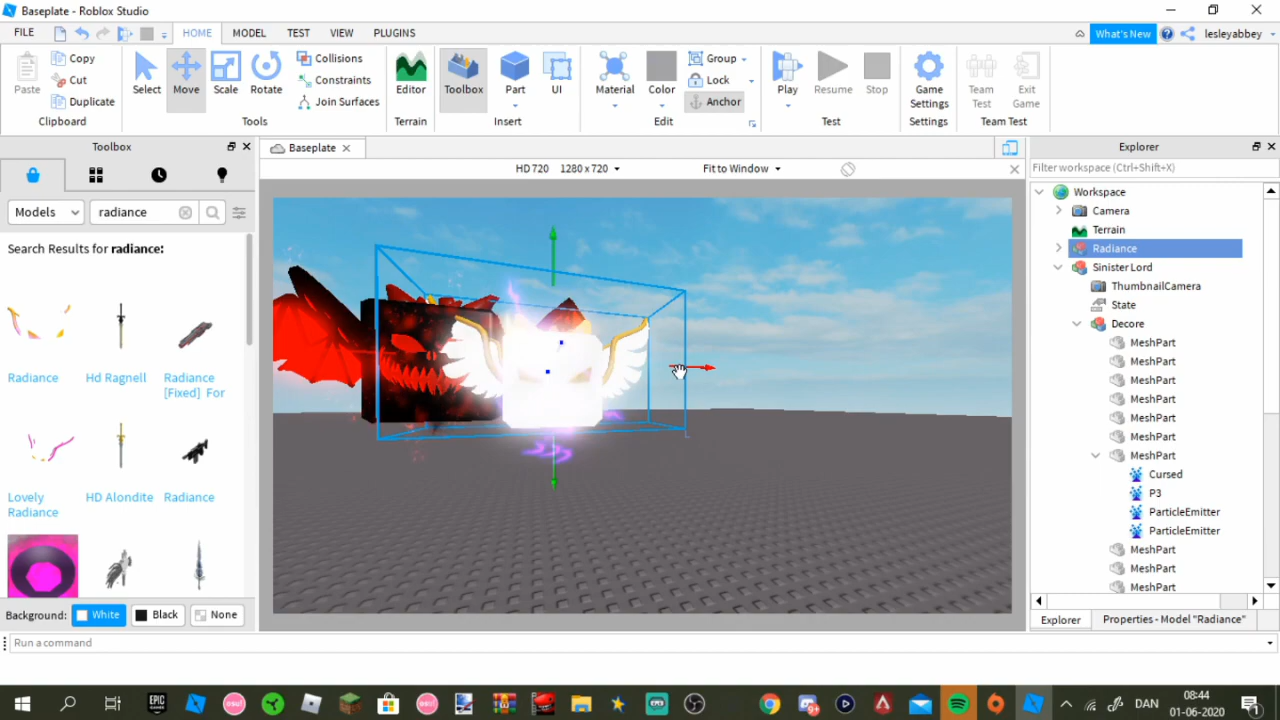 Baseplate - Roblox Studio
FILE HOME MODEL TEST VIEW PLUGINS What's New lesleyabbey
Paste Copy Cut Duplicate Select Move Scale Rotate Collisions Constraints Join Surfaces Editor Toolbox Part UI Material Color Group Lock Anchor Play Resume Stop Game Settings Team Test Exit Game
Clipboard Tools Terrain Insert Edit Test Settings Team Test
Toolbox Baseplate Explorer
HD 720 1280 x 720 Fit to Window Filter workspace (Ctrl+Shift+X)
Models radiance
Search Results for radiance:
Radiance Hd Ragnell Radiance [Fixed] For
Lovely Radiance HD Alondite Radiance
Background: White Black None
Workspace
Camera
Terrain
Radiance
Sinister Lord
ThumbnailCamera
State
Decore
MeshPart
MeshPart
MeshPart
MeshPart
MeshPart
MeshPart
MeshPart
Cursed
P3
ParticleEmitter
ParticleEmitter
MeshPart
MeshPart
MeshPart
Explorer Properties - Model "Radiance"
Run a command
EPIC GAMES osu! DAN 08:44
01-06-2020